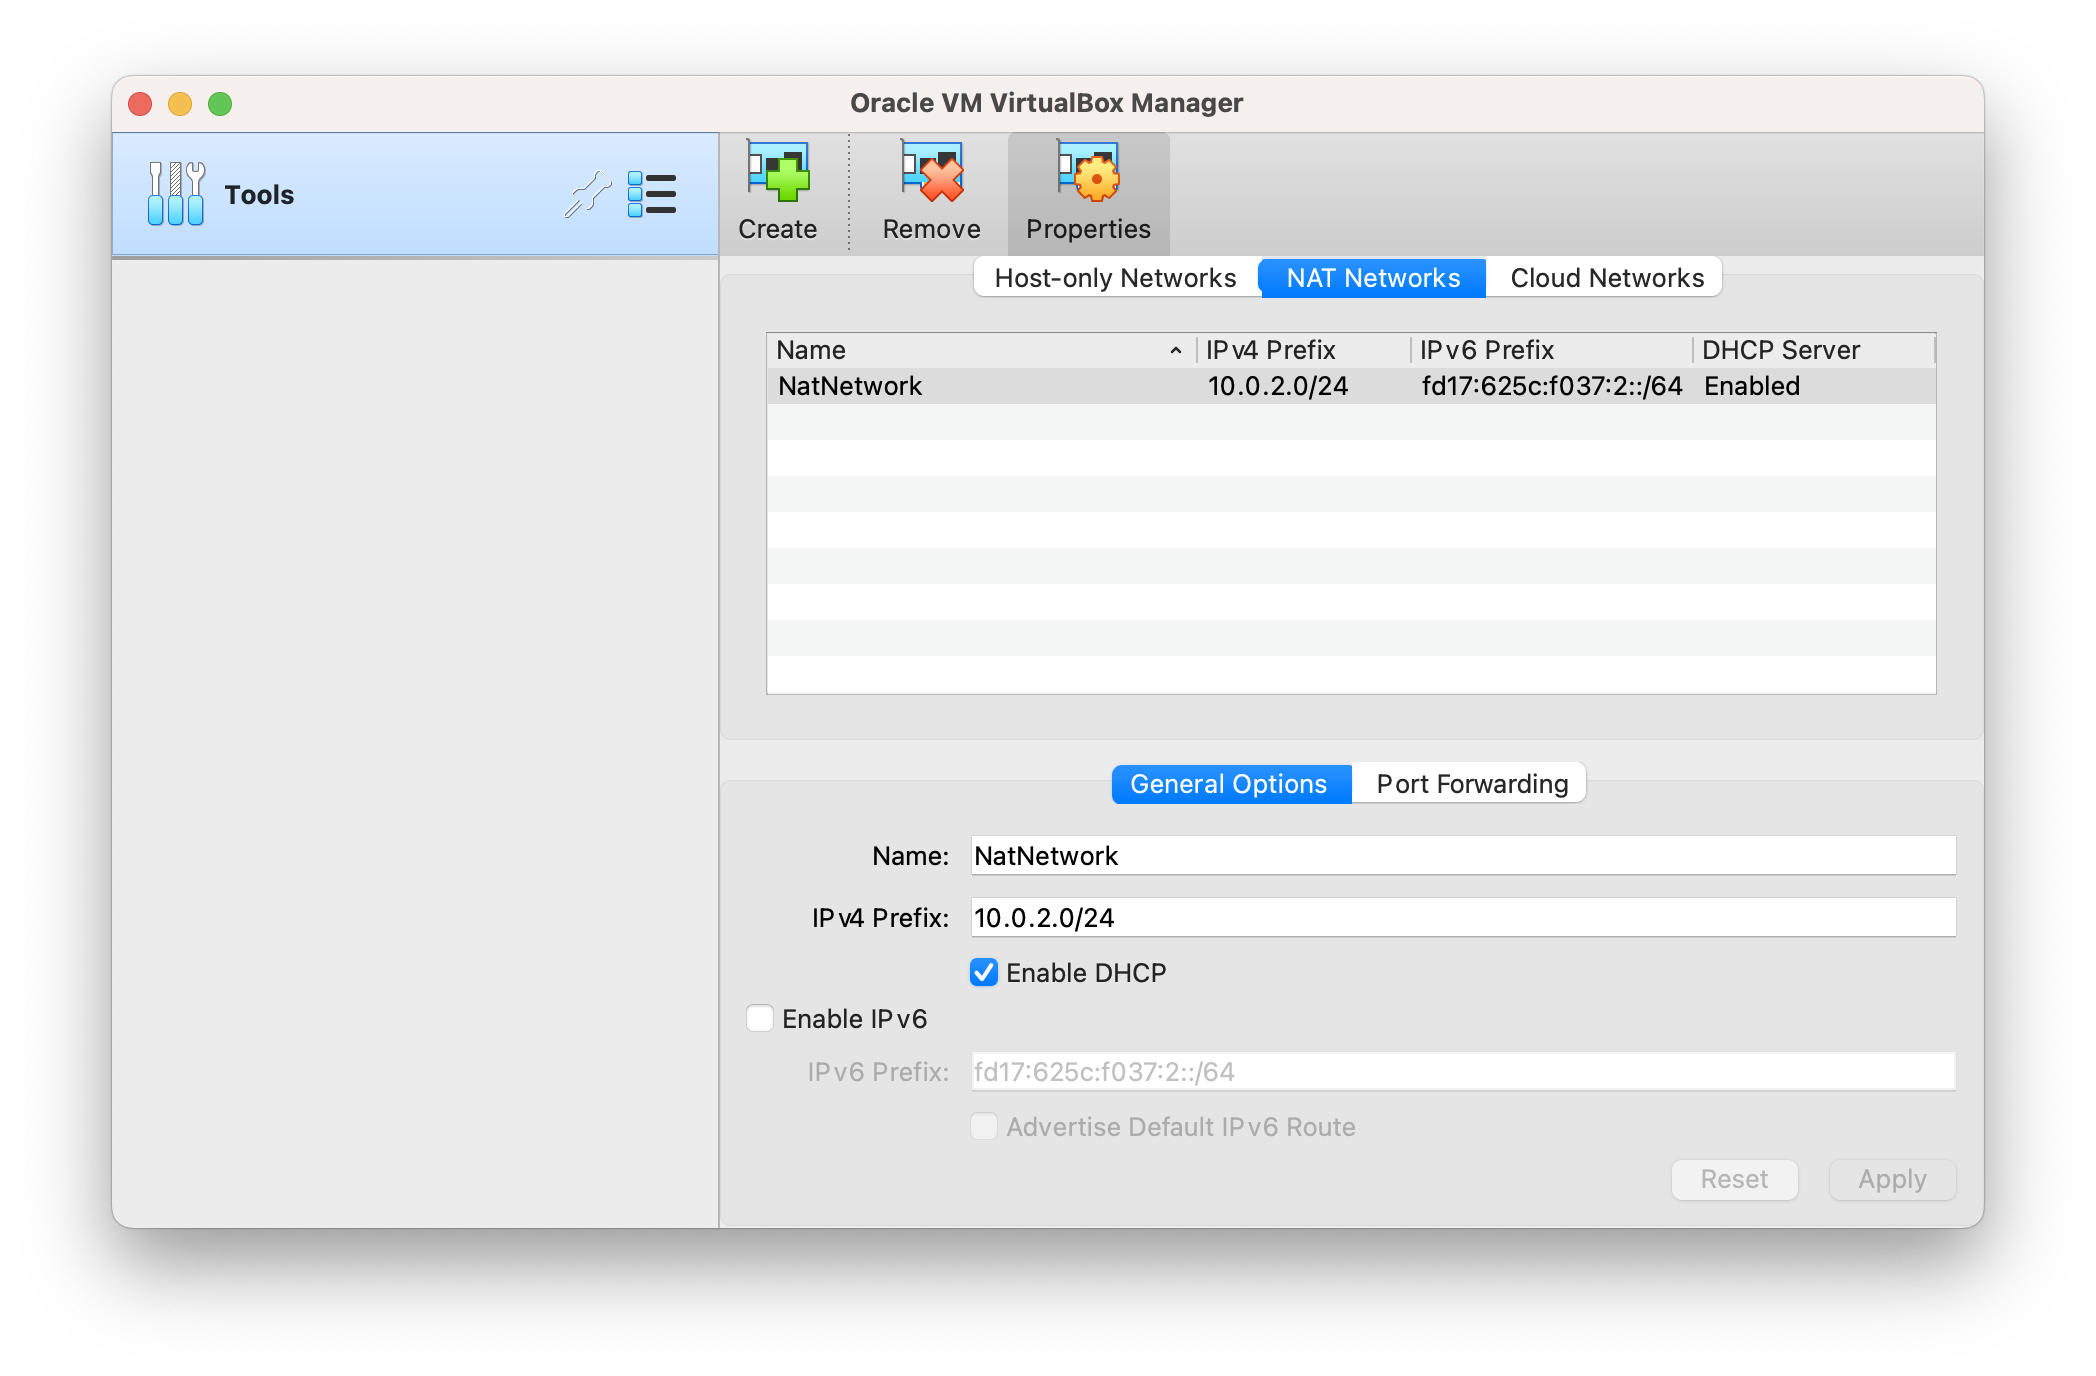 Oracle VM VirtualBox Manager
Tools
Create Remove Properties
Host-only Networks NAT Networks Cloud Networks
Name IPv4 Prefix IPv6 Prefix DHCP Server
NatNetwork 10.0.2.0/24 fd17:625c:f037:2::/64 Enabled
General Options Port Forwarding
Name: NatNetwork
IPv4 Prefix: 10.0.2.0/24
Enable DHCP
Enable IPv6
IPv6 Prefix: fd17:625c:f037:2::/64
Advertise Default IPv6 Route
Reset Apply